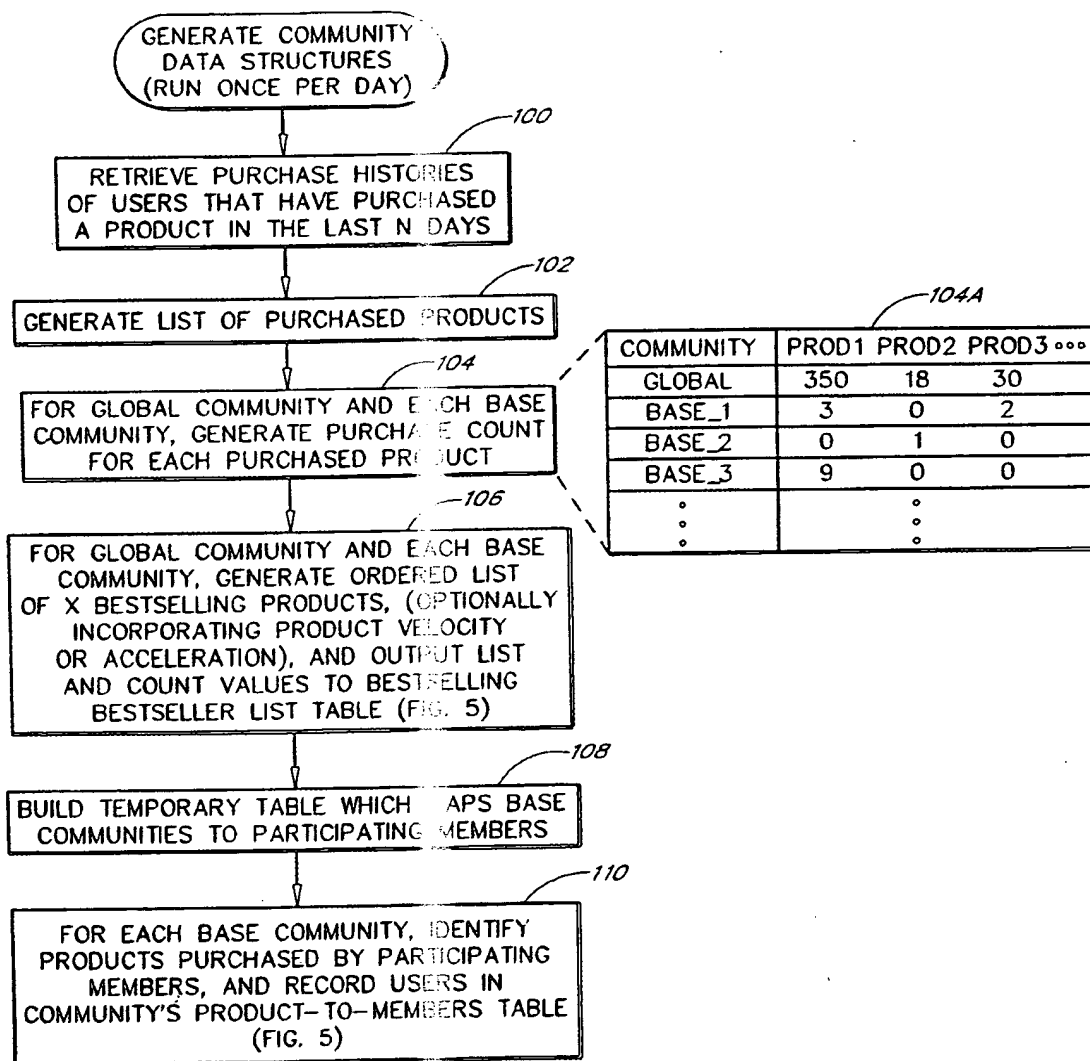 GENERATE COMMUNITY
DATA STRUCTURES
(RUN ONCE PER DAY)
100
RETRIEVE PURCHASE HISTORIES
OF USERS THAT HAVE PURCHASED
A PRODUCT IN THE LAST N DAYS
102
GENERATE LIST OF PURCHASED PRODUCTS
104
FOR GLOBAL COMMUNITY AND EACH BASE
COMMUNITY, GENERATE PURCHASE COUNT
FOR EACH PURCHASED PRODUCT
104A
COMMUNITY PROD1 PROD2 PROD3
GLOBAL 350 18 30
BASE_1 3 0 2
BASE_2 0 1 0
BASE_3 9 0 0
106
FOR GLOBAL COMMUNITY AND EACH BASE
COMMUNITY, GENERATE ORDERED LIST
OF X BESTSELLING PRODUCTS, (OPTIONALLY
INCORPORATING PRODUCT VELOCITY
OR ACCELERATION), AND OUTPUT LIST
AND COUNT VALUES TO BESTSELLING
BESTSELLER LIST TABLE (FIG. 5)
108
BUILD TEMPORARY TABLE WHICH MAPS BASE
COMMUNITIES TO PARTICIPATING MEMBERS
110
FOR EACH BASE COMMUNITY, IDENTIFY
PRODUCTS PURCHASED BY PARTICIPATING
MEMBERS, AND RECORD USERS IN
COMMUNITY'S PRODUCT-TO-MEMBERS TABLE
(FIG. 5)